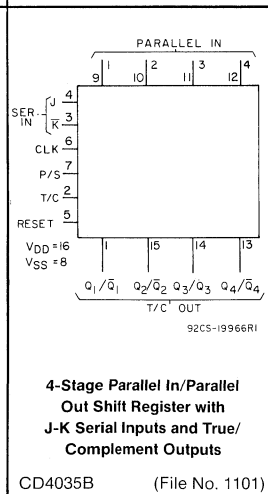 PARALLEL IN
1 2 3 4
9 10 11 12
SER. IN
J 4
K̅ 3
CLK 6
P/S 7
T/C 2
RESET 5
VDD =16
VSS =8
1 15 14 13
Q1/Q̅1 Q2/Q̅2 Q3/Q̅3 Q4/Q̅4
T/C OUT
92CS-19966RI
4-Stage Parallel In/Parallel
Out Shift Register with
J-K Serial Inputs and True/
Complement Outputs
CD4035B (File No. 1101)